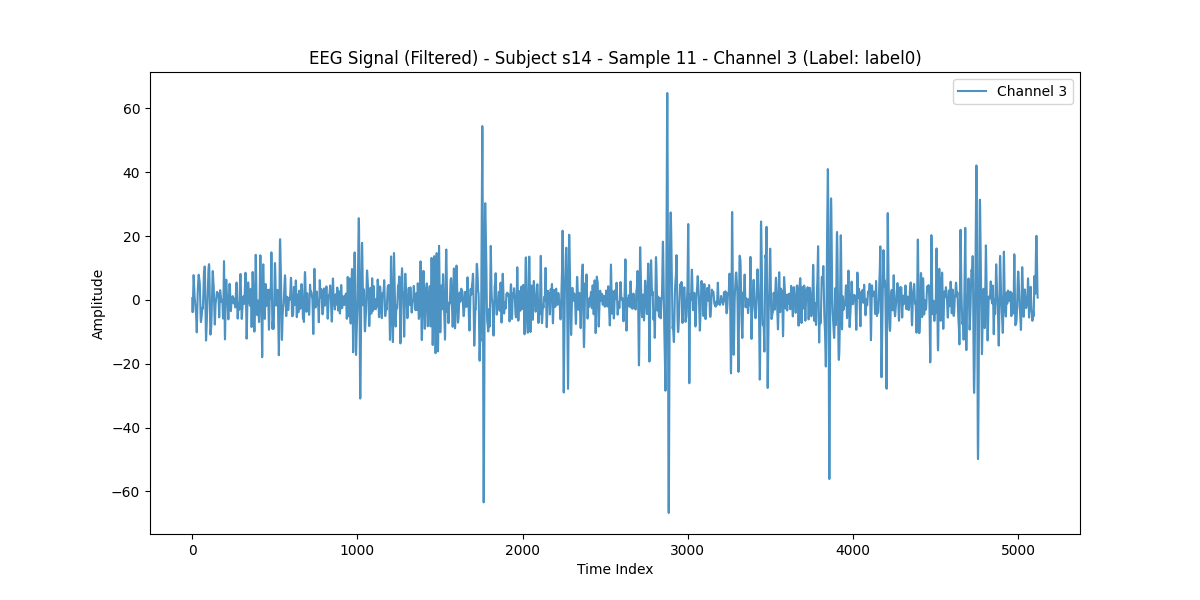 EEG Signal (Filtered) - Subject s14 - Sample 11 - Channel 3 (Label: label0)
Channel 3
60
40
20
0
−20
−40
−60
Amplitude
0 1000 2000 3000 4000 5000
Time Index